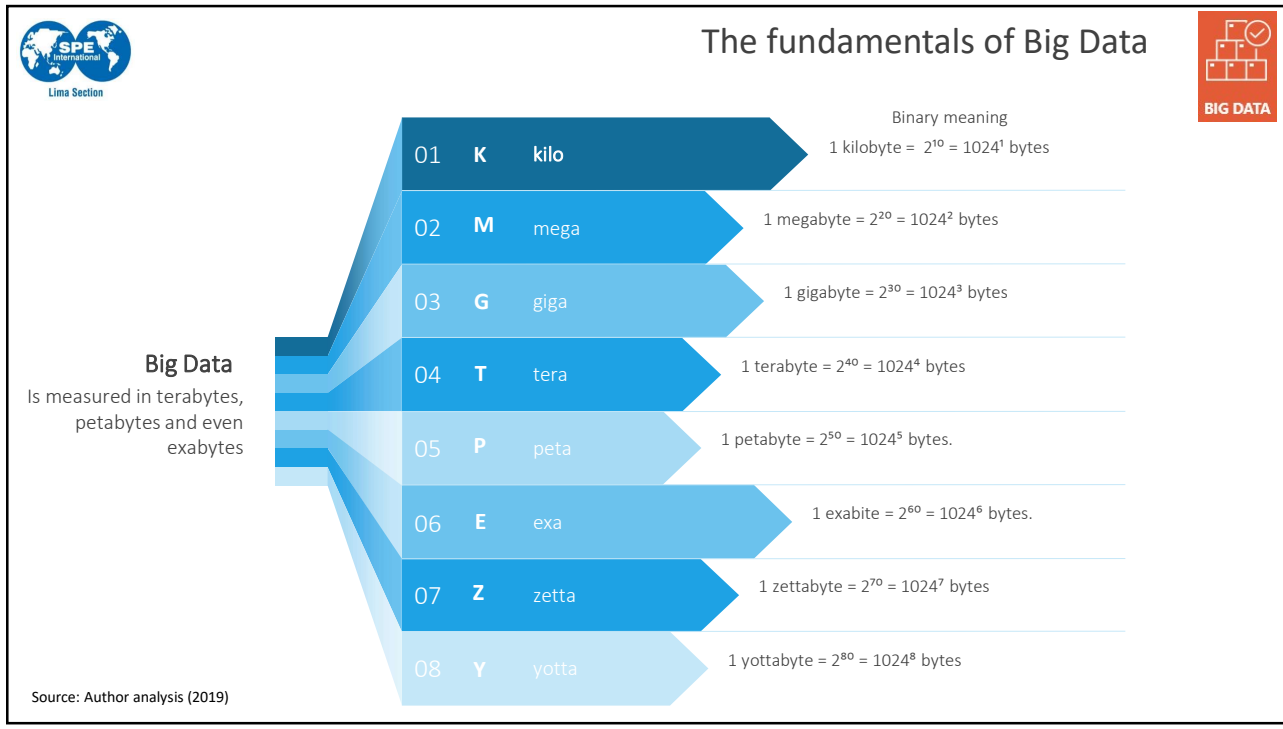 SPE
International
Lima Section
The fundamentals of Big Data
BIG DATA
Binary meaning
01 K kilo 1 kilobyte = 2¹⁰ = 1024¹ bytes
02 M mega 1 megabyte = 2²⁰ = 1024² bytes
03 G giga 1 gigabyte = 2³⁰ = 1024³ bytes
04 T tera 1 terabyte = 2⁴⁰ = 1024⁴ bytes
05 P peta 1 petabyte = 2⁵⁰ = 1024⁵ bytes.
06 E exa 1 exabite = 2⁶⁰ = 1024⁶ bytes.
07 Z zetta 1 zettabyte = 2⁷⁰ = 1024⁷ bytes
08 Y yotta 1 yottabyte = 2⁸⁰ = 1024⁸ bytes
Big Data
Is measured in terabytes,
petabytes and even
exabytes
Source: Author analysis (2019)